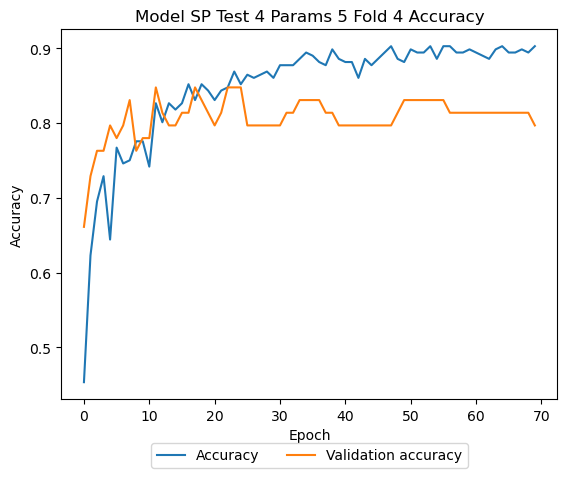 Model SP Test 4 Params 5 Fold 4 Accuracy
0.9
0.8
0.7
0.6
0.5
Accuracy
0 10 20 30 40 50 60 70
Epoch
Accuracy Validation accuracy